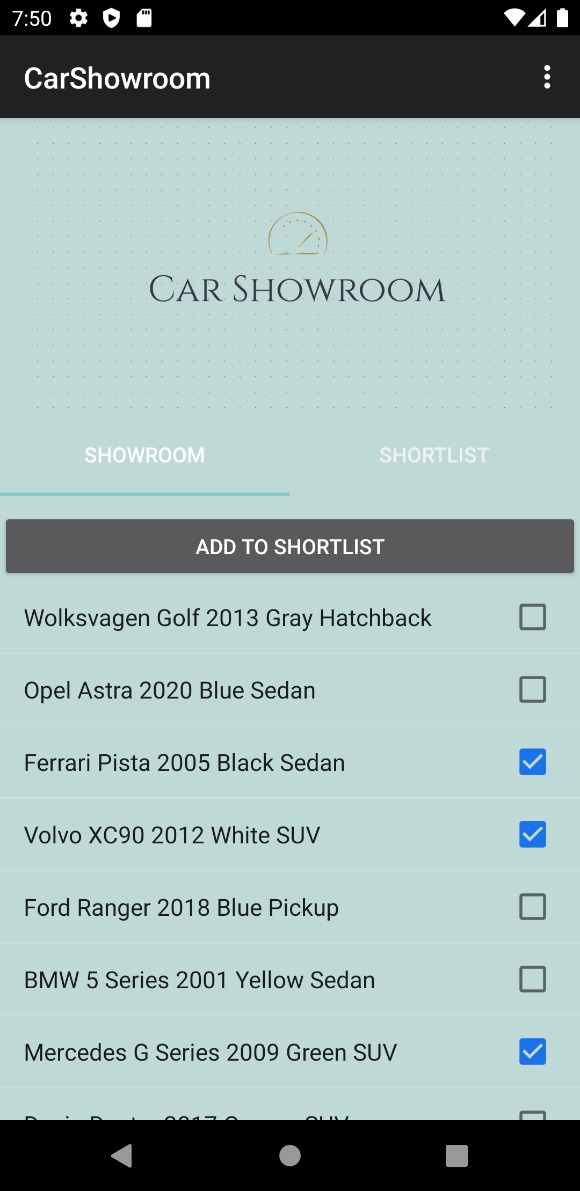 7:50
CarShowroom
CAR SHOWROOM
SHOWROOM SHORTLIST
ADD TO SHORTLIST
Wolksvagen Golf 2013 Gray Hatchback
Opel Astra 2020 Blue Sedan
Ferrari Pista 2005 Black Sedan
Volvo XC90 2012 White SUV
Ford Ranger 2018 Blue Pickup
BMW 5 Series 2001 Yellow Sedan
Mercedes G Series 2009 Green SUV